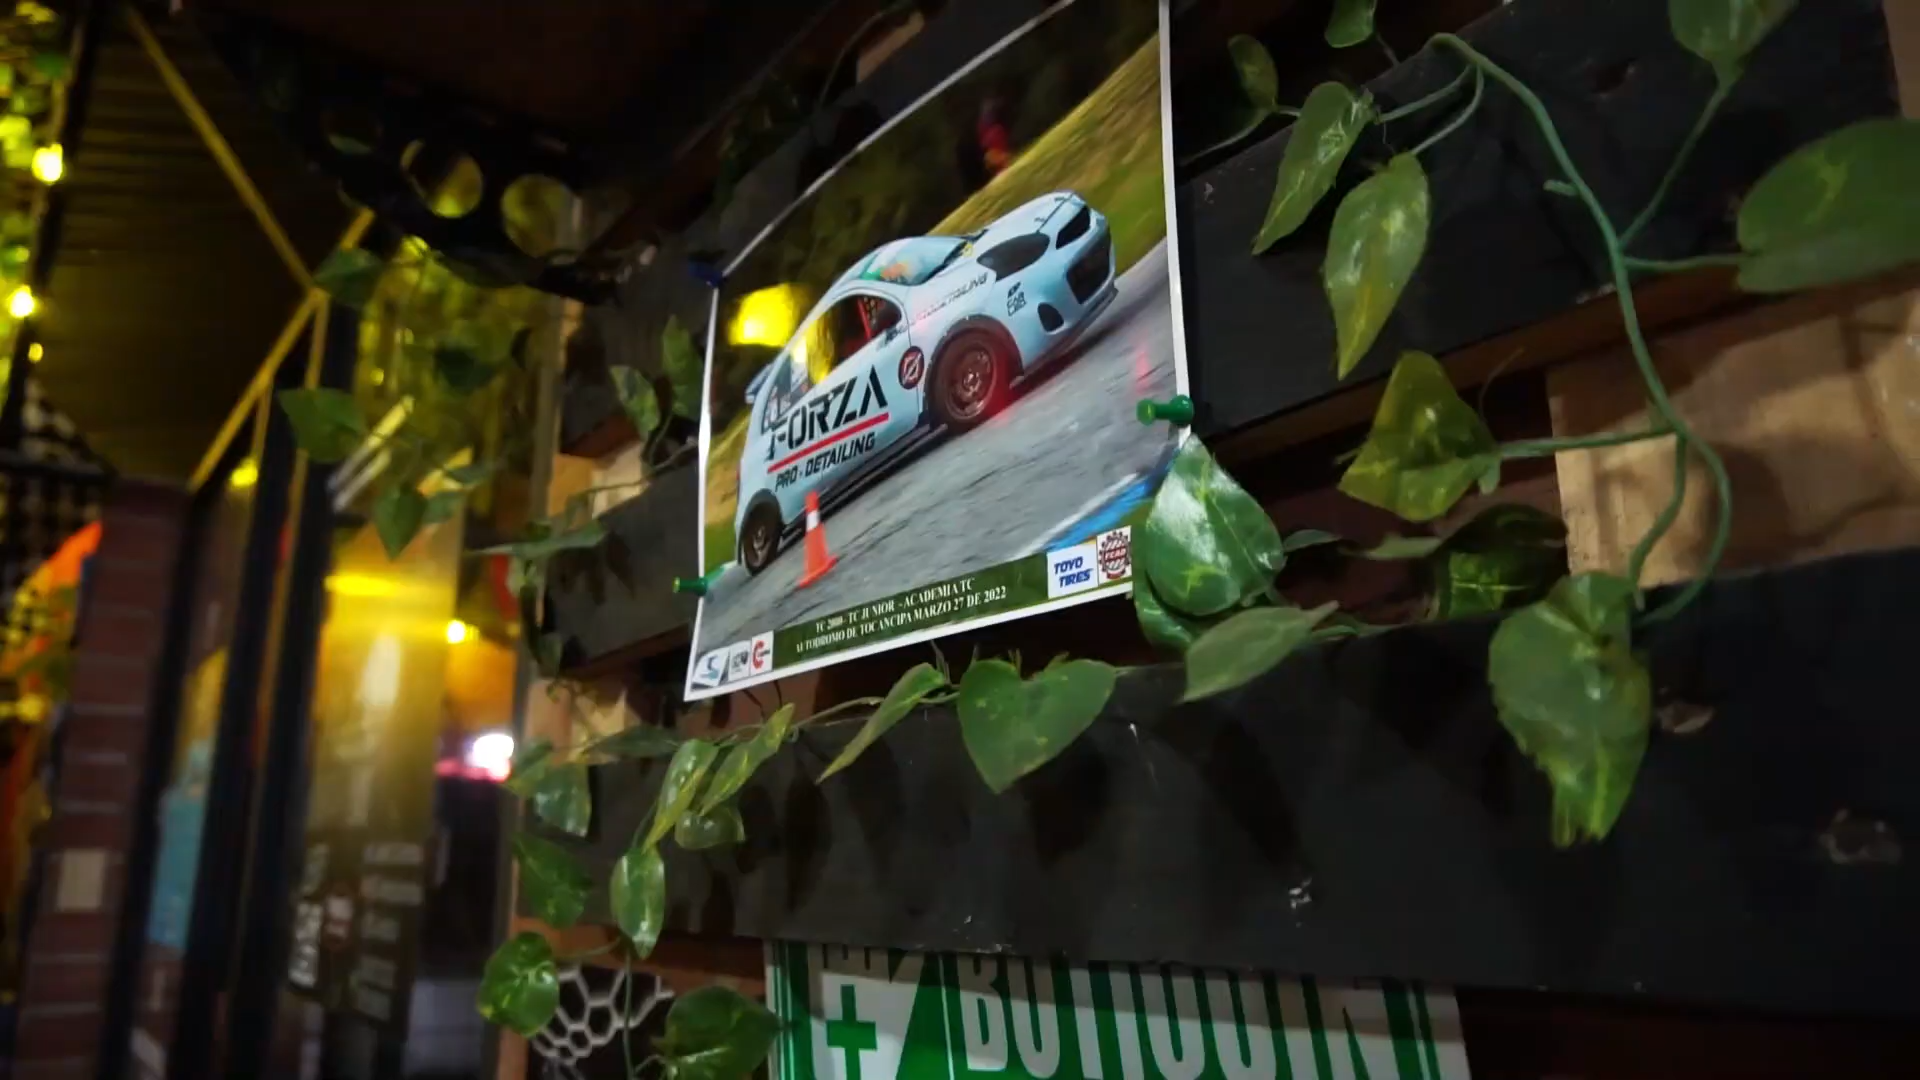 FORZA
PRO - DETAILING
CAR
TOYO
TIRES
TC 2000 - TC JUNIOR - ACADEMIA TC
AUTODROMO DE TOCANCIPA MARZO 27 DE 2022
BOTIQUIN